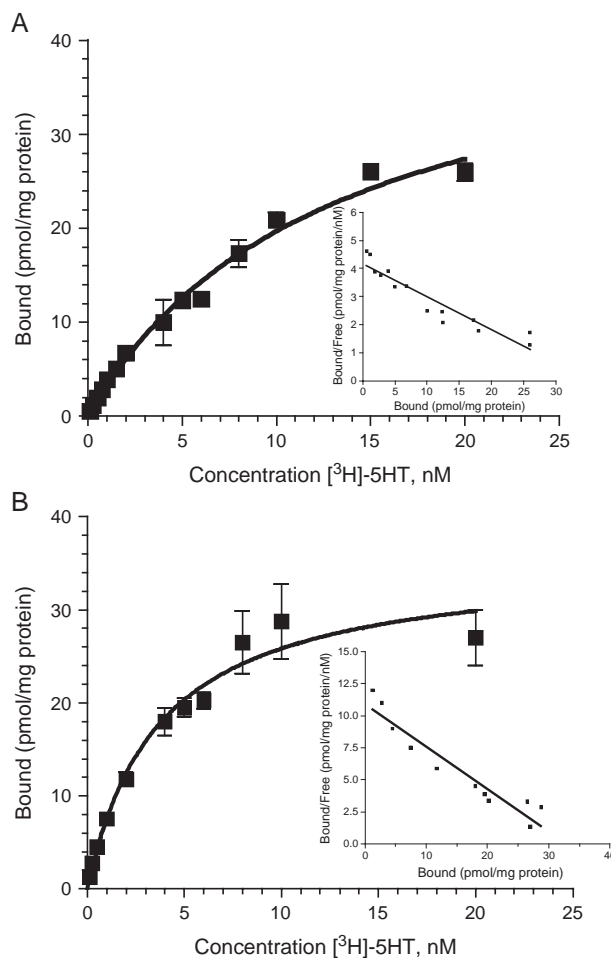 A
Bound (pmol/mg protein)
40
30
20
10
0
0 5 10 15 20 25
Concentration [³H]-5HT, nM
Bound/Free (pmol/mg protein/nM)
6
5
4
3
2
1
0
0 5 10 15 20 25 30
Bound (pmol/mg protein)
B
Bound (pmol/mg protein)
40
30
20
10
0
0 5 10 15 20 25
Concentration [³H]-5HT, nM
Bound/Free (pmol/mg protein/nM)
15.0
12.5
10.0
7.5
5.0
2.5
0.0
0 10 20 30 40
Bound (pmol/mg protein)